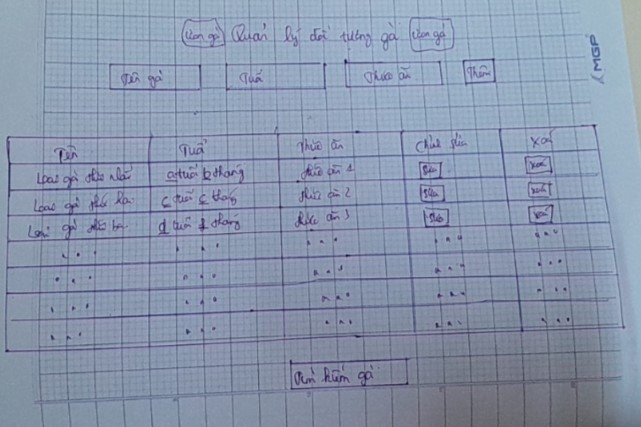 con gà Quản lý đối tượng gà con gà
MGP
Tên gà Tuổi Thức ăn Thêm
Tên Tuổi Thức ăn Chỉnh sửa Xoá
Loại gà thứ nhất a tuổi b tháng thức ăn 1 sửa xoá
Loại gà thứ hai c tuổi c tháng thức ăn 2 sửa xoá
Loại gà thứ ba d tuổi d tháng thức ăn 3 sửa xoá
... ... ... ... ...
... ... ... ... ...
... ... ... ... ...
... ... ... ... ...
Tìm kiếm gà